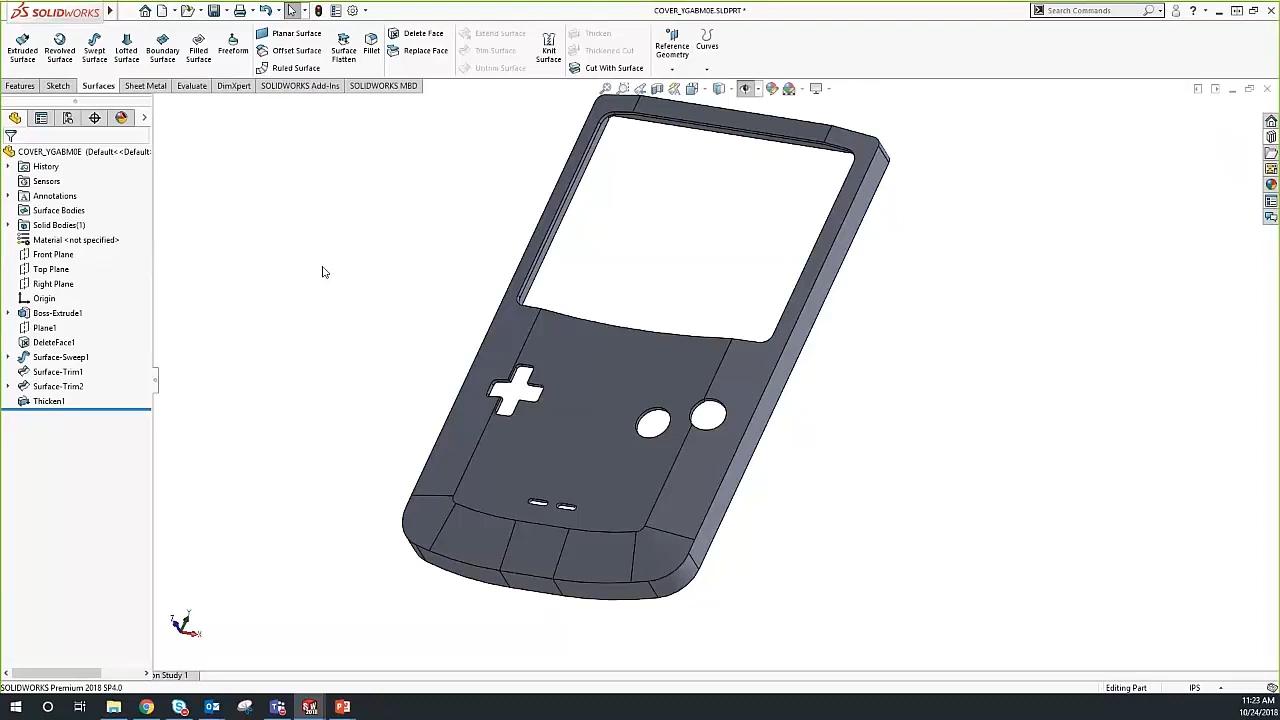 SOLIDWORKS
COVER_YGABM0E.SLDPRT *
Search Commands
Extruded Surface
Revolved Surface
Swept Surface
Lofted Surface
Boundary Surface
Filled Surface
Freeform
Planar Surface
Offset Surface
Ruled Surface
Surface Flatten
Fillet
Delete Face
Replace Face
Extend Surface
Trim Surface
Untrim Surface
Knit Surface
Thicken
Thickened Cut
Cut With Surface
Reference Geometry
Curves
Features
Sketch
Surfaces
Sheet Metal
Evaluate
DimXpert
SOLIDWORKS Add-Ins
SOLIDWORKS MBD
COVER_YGABM0E (Default<<Default:
History
Sensors
Annotations
Surface Bodies
Solid Bodies(1)
Material <not specified>
Front Plane
Top Plane
Right Plane
Origin
Boss-Extrude1
Plane1
DeleteFace1
Surface-Sweep1
Surface-Trim1
Surface-Trim2
Thicken1
Y
Z
X
on Study 1
SOLIDWORKS Premium 2018 SP4.0
Editing Part
IPS
11:23 AM
10/24/2018